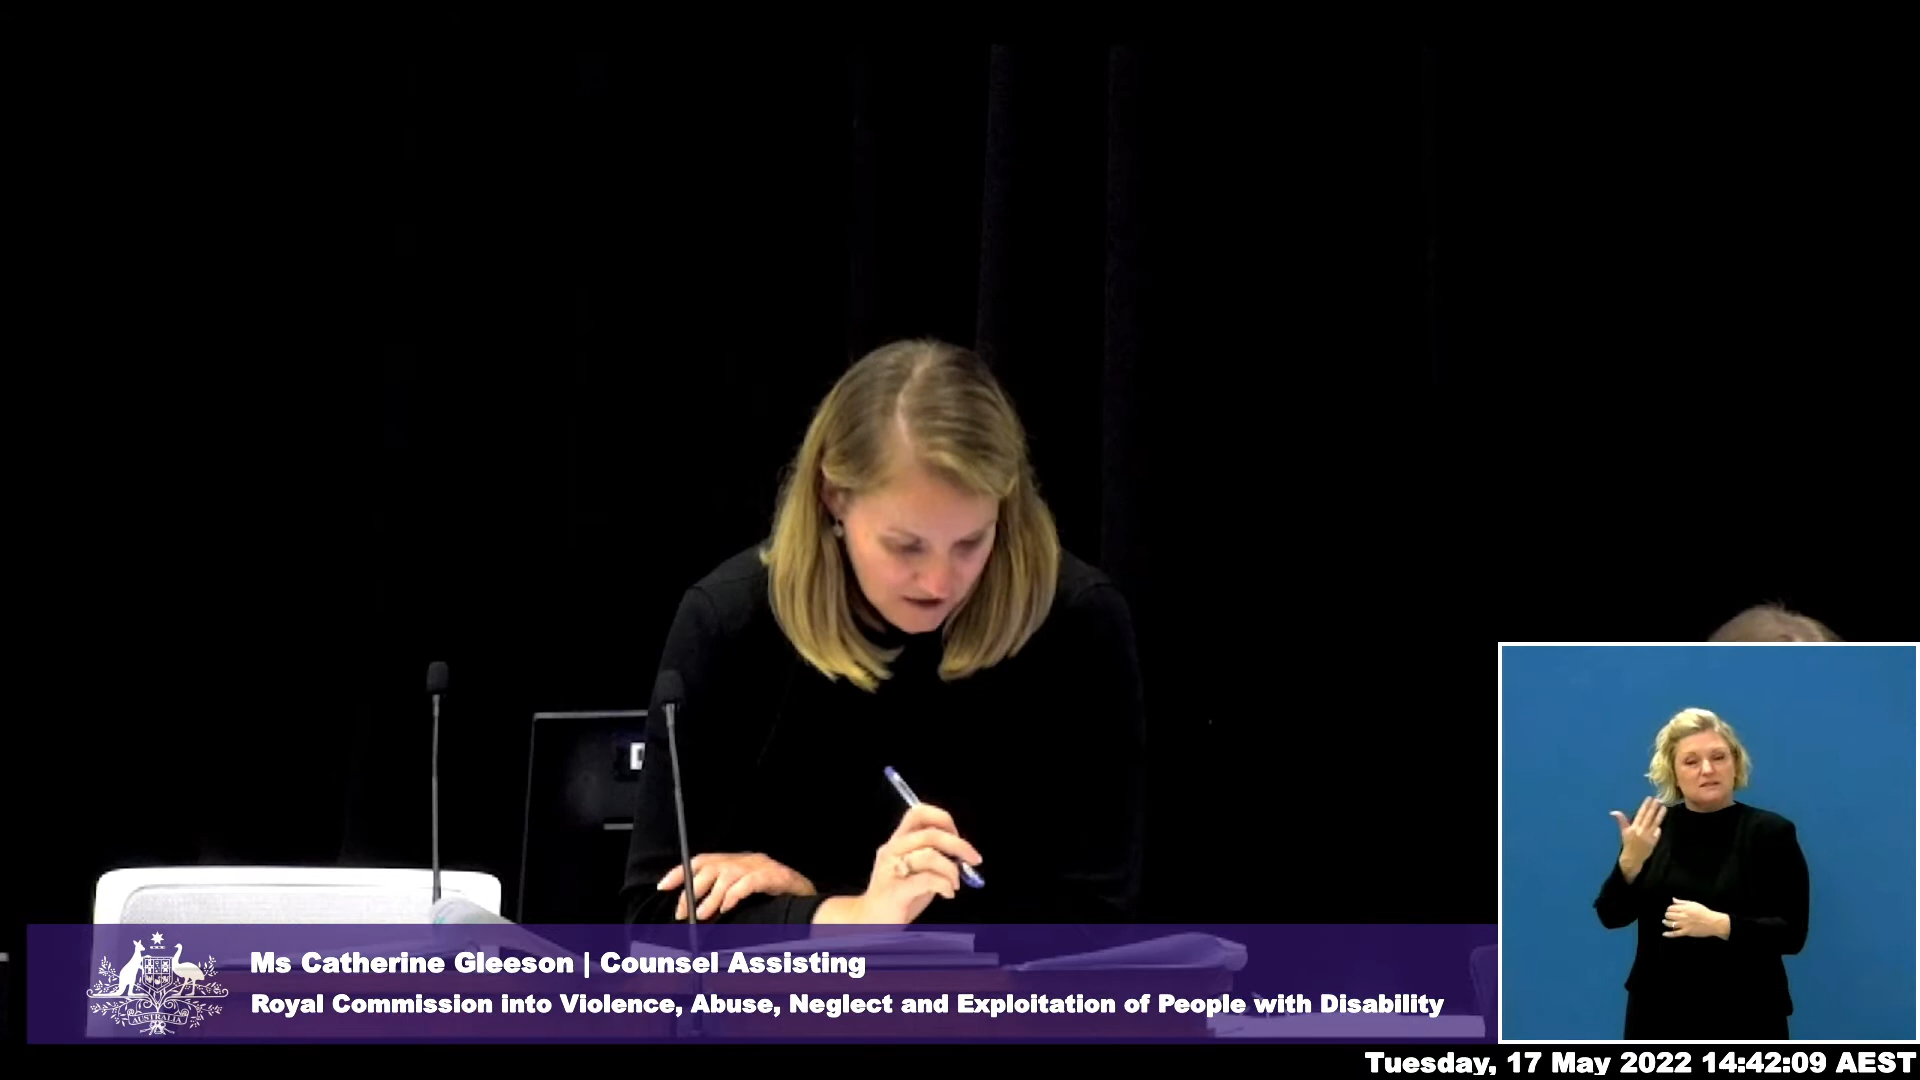 Ms Catherine Gleeson | Counsel Assisting
Royal Commission into Violence, Abuse, Neglect and Exploitation of People with Disability
AUSTRALIA
Tuesday, 17 May 2022 14:42:09 AEST